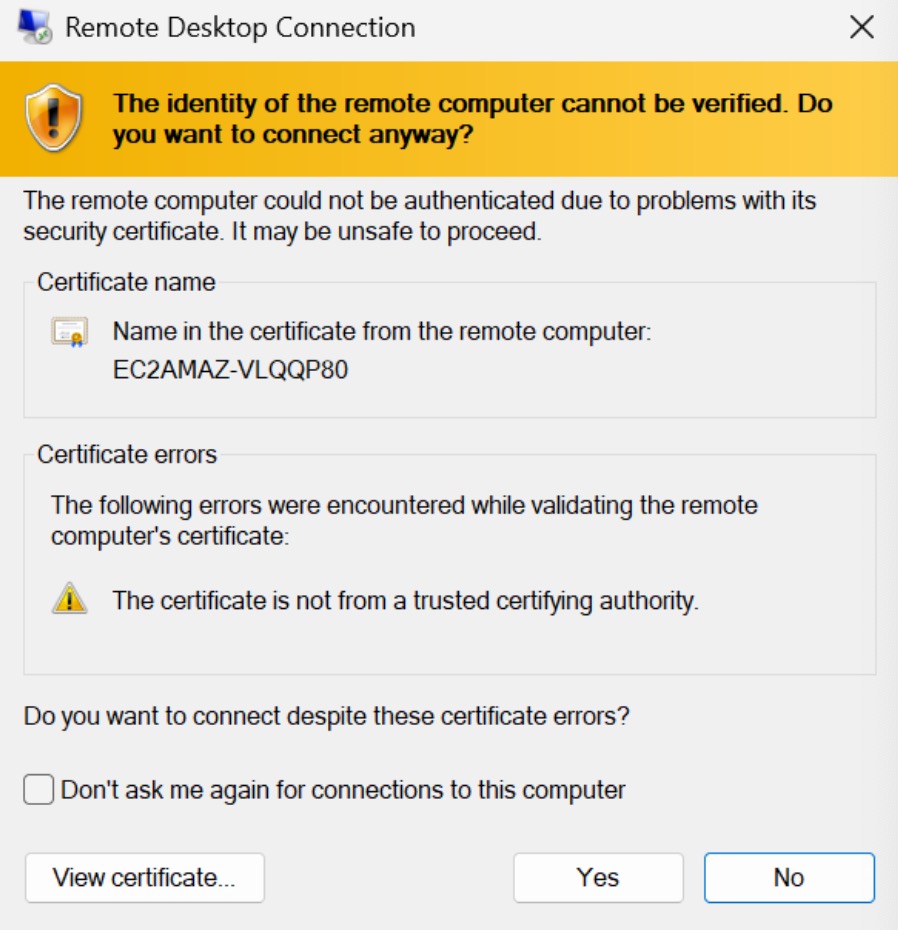 Remote Desktop Connection
The identity of the remote computer cannot be verified. Do
you want to connect anyway?
The remote computer could not be authenticated due to problems with its
security certificate. It may be unsafe to proceed.
Certificate name
Name in the certificate from the remote computer:
EC2AMAZ-VLQQP80
Certificate errors
The following errors were encountered while validating the remote
computer's certificate:
The certificate is not from a trusted certifying authority.
Do you want to connect despite these certificate errors?
Don't ask me again for connections to this computer
View certificate...
Yes
No